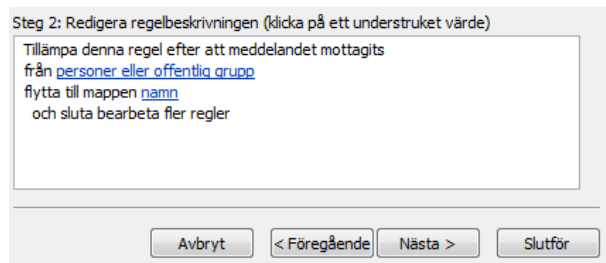 Steg 2: Redigera regelbeskrivningen (klicka på ett understruket värde)
Tillämpa denna regel efter att meddelandet mottagits
från personer eller offentlig grupp
flytta till mappen namn
och sluta bearbeta fler regler
Avbryt < Föregående Nästa > Slutför